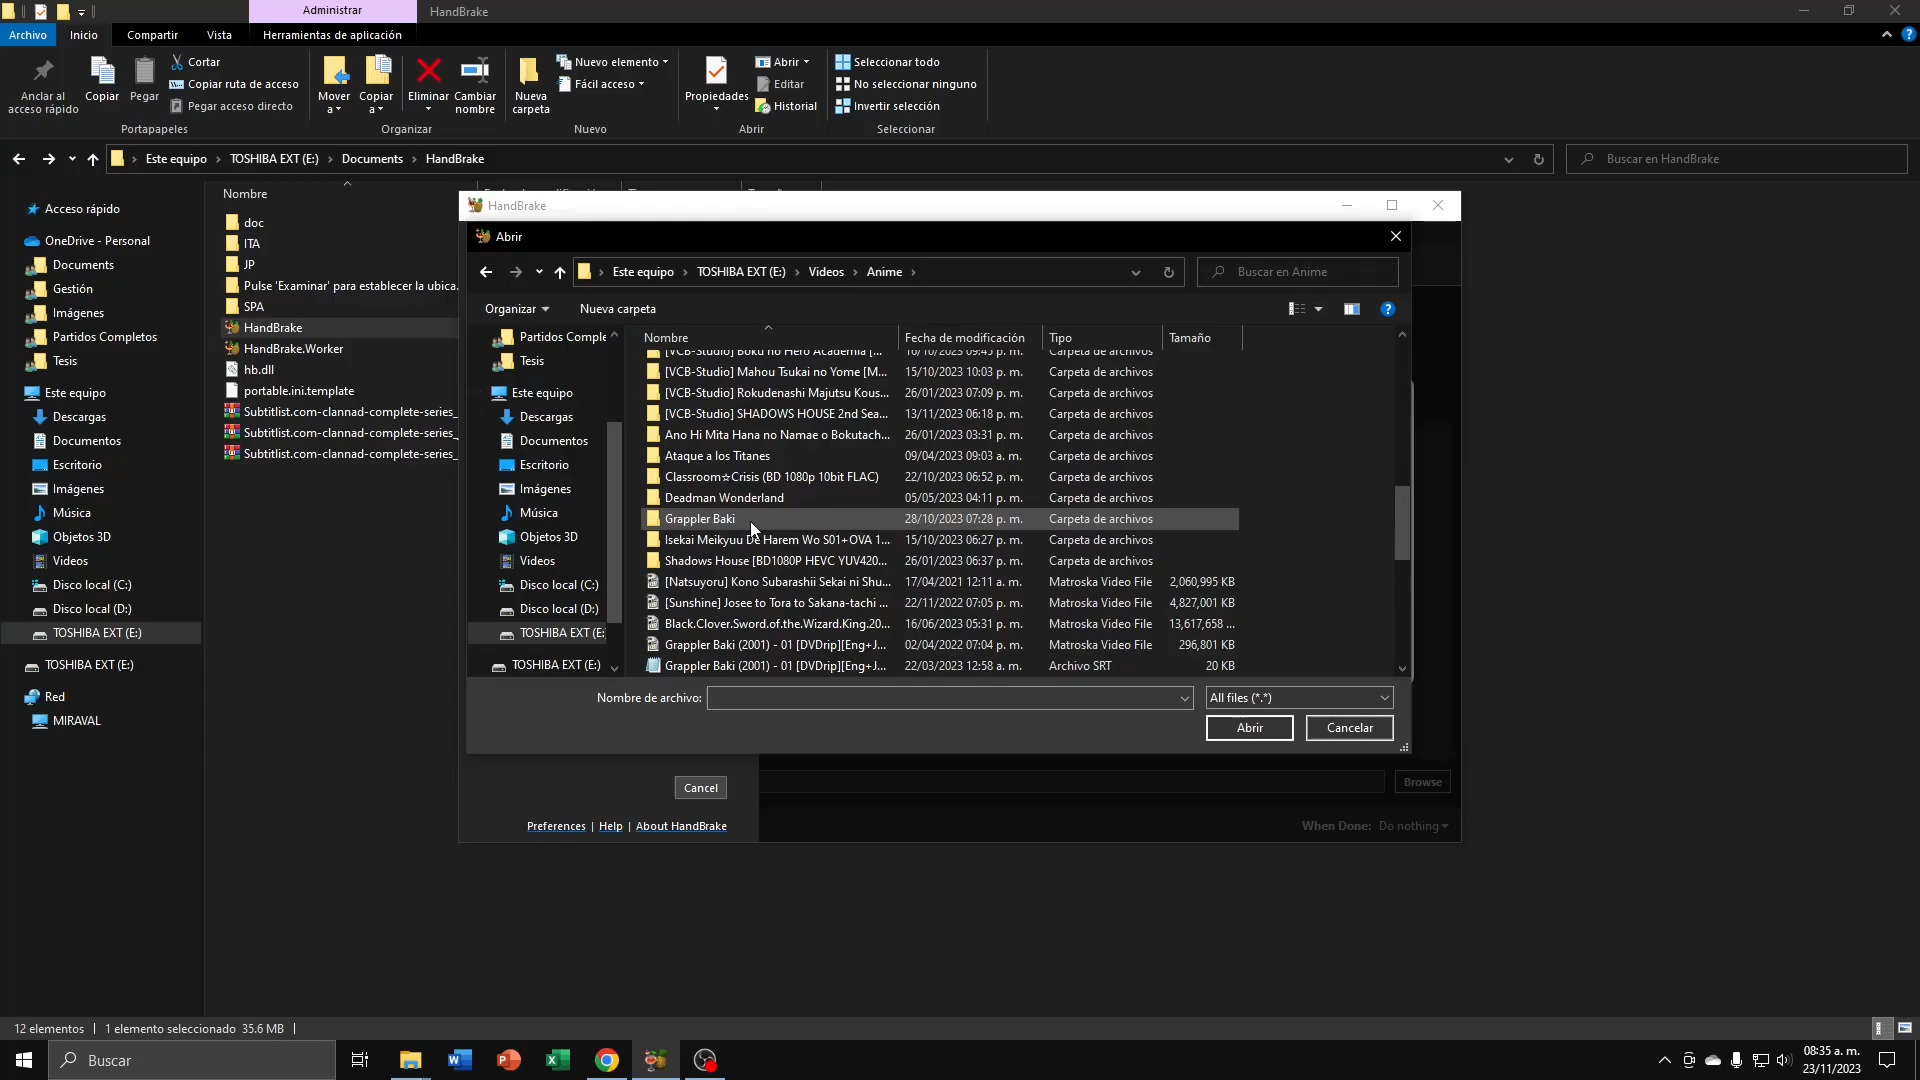 Administrar
HandBrake
Archivo
Inicio
Compartir
Vista
Herramientas de aplicación
Anclar al
acceso rápido
Copiar
Pegar
Cortar
Copiar ruta de acceso
Pegar acceso directo
Portapapeles
Mover
a
Copiar
a
Eliminar
Cambiar
nombre
Organizar
Nueva
carpeta
Nuevo elemento
Fácil acceso
Nuevo
Propiedades
Abrir
Editar
Historial
Abrir
Seleccionar todo
No seleccionar ninguno
Invertir selección
Seleccionar
Este equipo
TOSHIBA EXT (E:)
Documents
HandBrake
Buscar en HandBrake
Acceso rápido
OneDrive - Personal
Documents
Gestión
Imágenes
Partidos Completos
Tesis
Este equipo
Descargas
Documentos
Escritorio
Imágenes
Música
Objetos 3D
Videos
Disco local (C:)
Disco local (D:)
TOSHIBA EXT (E:)
TOSHIBA EXT (E:)
Red
MIRAVAL
Nombre
doc
ITA
JP
Pulse 'Examinar' para establecer la ubica...
SPA
HandBrake
HandBrake.Worker
hb.dll
portable.ini.template
Subtitlist.com-clannad-complete-series_
Subtitlist.com-clannad-complete-series_
Subtitlist.com-clannad-complete-series_
HandBrake
Abrir
Este equipo
TOSHIBA EXT (E:)
Videos
Anime
Buscar en Anime
Organizar
Nueva carpeta
Partidos Comple
Tesis
Este equipo
Descargas
Documentos
Escritorio
Imágenes
Música
Objetos 3D
Videos
Disco local (C:)
Disco local (D:)
TOSHIBA EXT (E:
TOSHIBA EXT (E:)
Nombre Fecha de modificación Tipo Tamaño
[VCB-Studio] Boku no Hero Academia [... 16/10/2023 09:45 p. m. Carpeta de archivos
[VCB-Studio] Mahou Tsukai no Yome [M... 15/10/2023 10:03 p. m. Carpeta de archivos
[VCB-Studio] Rokudenashi Majutsu Kous... 26/01/2023 07:09 p. m. Carpeta de archivos
[VCB-Studio] SHADOWS HOUSE 2nd Sea... 13/11/2023 06:18 p. m. Carpeta de archivos
Ano Hi Mita Hana no Namae o Bokutach... 26/01/2023 03:31 p. m. Carpeta de archivos
Ataque a los Titanes 09/04/2023 09:03 a. m. Carpeta de archivos
Classroom☆Crisis (BD 1080p 10bit FLAC) 22/10/2023 06:52 p. m. Carpeta de archivos
Deadman Wonderland 05/05/2023 04:11 p. m. Carpeta de archivos
Grappler Baki 28/10/2023 07:28 p. m. Carpeta de archivos
Isekai Meikyuu De Harem Wo S01+OVA 1... 15/10/2023 06:27 p. m. Carpeta de archivos
Shadows House [BD1080P HEVC YUV420... 26/01/2023 06:37 p. m. Carpeta de archivos
[Natsuyoru] Kono Subarashii Sekai ni Shu... 17/04/2021 12:11 a. m. Matroska Video File 2,060,995 KB
[Sunshine] Josee to Tora to Sakana-tachi ... 22/11/2022 07:05 p. m. Matroska Video File 4,827,001 KB
Black.Clover.Sword.of.the.Wizard.King.20... 16/06/2023 05:31 p. m. Matroska Video File 13,617,658 ...
Grappler Baki (2001) - 01 [DVDrip][Eng+J... 02/04/2022 07:04 p. m. Matroska Video File 296,801 KB
Grappler Baki (2001) - 01 [DVDrip][Eng+J... 22/03/2023 12:58 a. m. Archivo SRT 20 KB
Nombre de archivo:
All files (*.*)
Abrir
Cancelar
Cancel
Browse
Preferences | Help | About HandBrake
When Done: Do nothing
12 elementos
1 elemento seleccionado 35.6 MB
Buscar
08:35 a. m.
23/11/2023